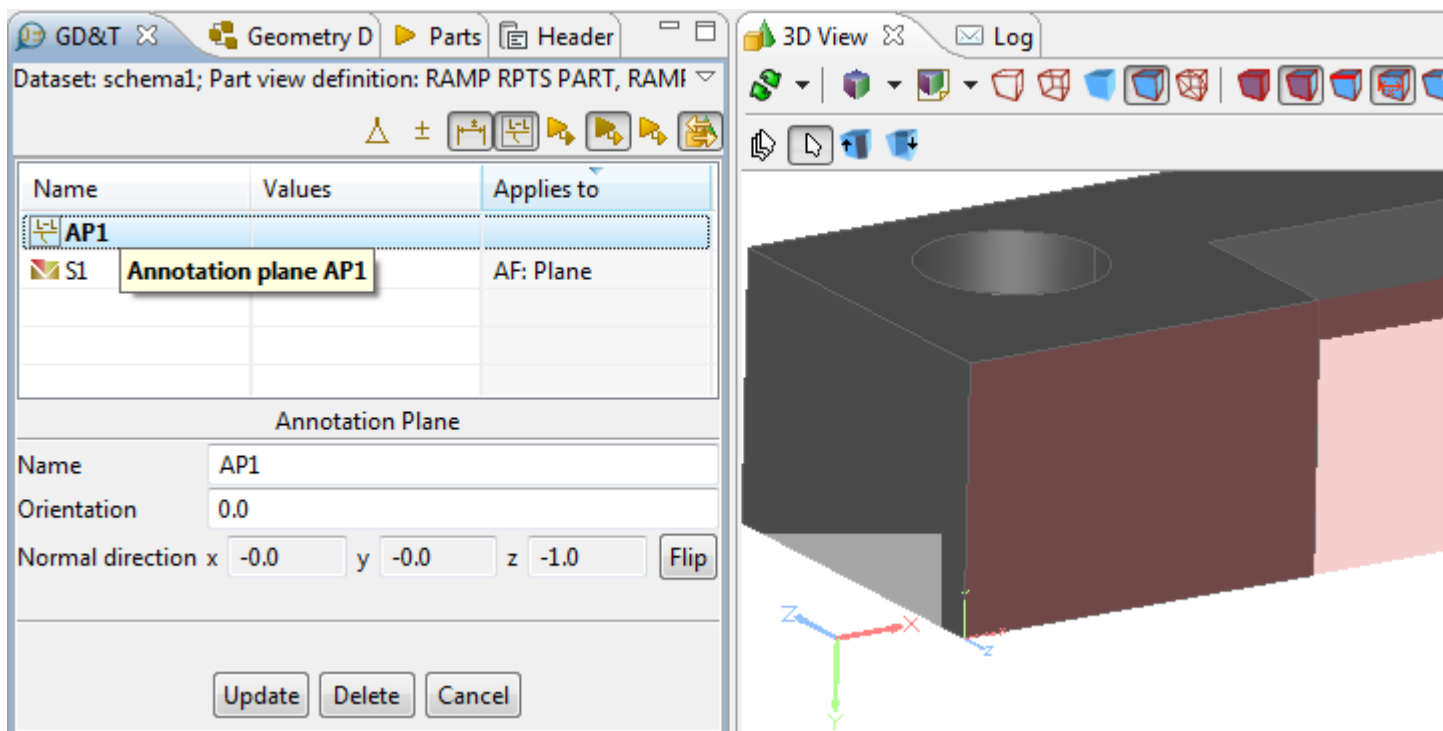 GD&T Geometry D Parts Header
Dataset: schema1; Part view definition: RAMP RPTS PART, RAMP
Name Values Applies to
AP1
S1 AF: Plane
Annotation plane AP1
Annotation Plane
Name AP1
Orientation 0.0
Normal direction x -0.0 y -0.0 z -1.0 Flip
Update Delete Cancel
3D View Log
Z X
Y
Y x
z